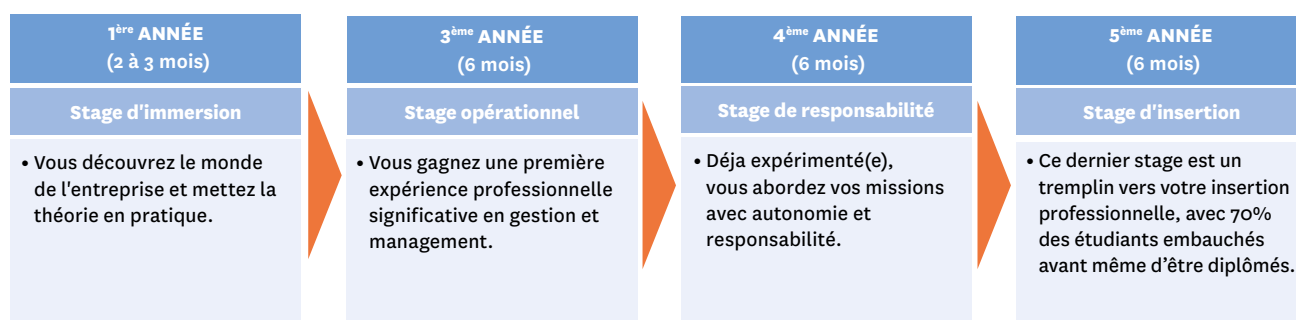 1ère ANNÉE
(2 à 3 mois)
Stage d'immersion
• Vous découvrez le monde
de l'entreprise et mettez la
théorie en pratique.
3ème ANNÉE
(6 mois)
Stage opérationnel
• Vous gagnez une première
expérience professionnelle
significative en gestion et
management.
4ème ANNÉE
(6 mois)
Stage de responsabilité
• Déja expérimenté(e),
vous abordez vos missions
avec autonomie et
responsabilité.
5ème ANNÉE
(6 mois)
Stage d'insertion
• Ce dernier stage est un
tremplin vers votre insertion
professionnelle, avec 70%
des étudiants embauchés
avant même d’être diplômés.